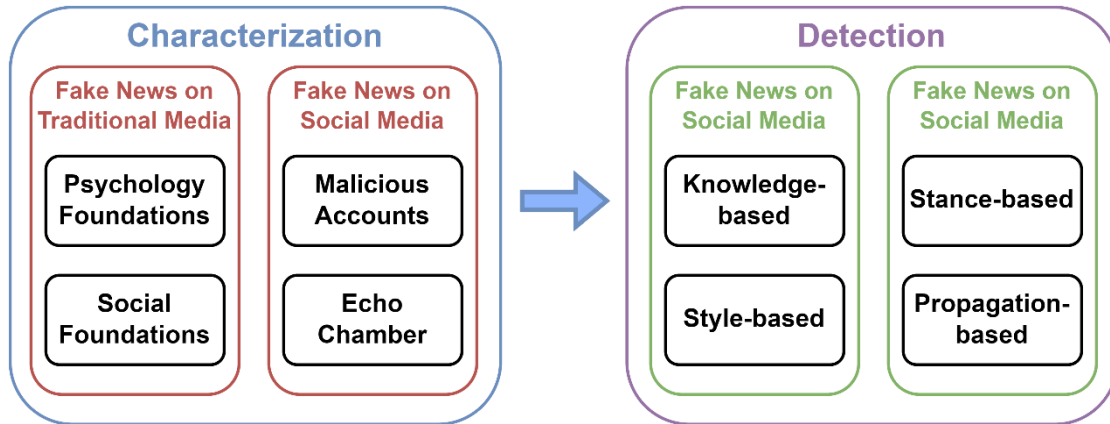 Characterization
Fake News on
Traditional Media
Psychology
Foundations
Social
Foundations
Fake News on
Social Media
Malicious
Accounts
Echo
Chamber
Detection
Fake News on
Social Media
Knowledge-
based
Style-based
Fake News on
Social Media
Stance-based
Propagation-
based